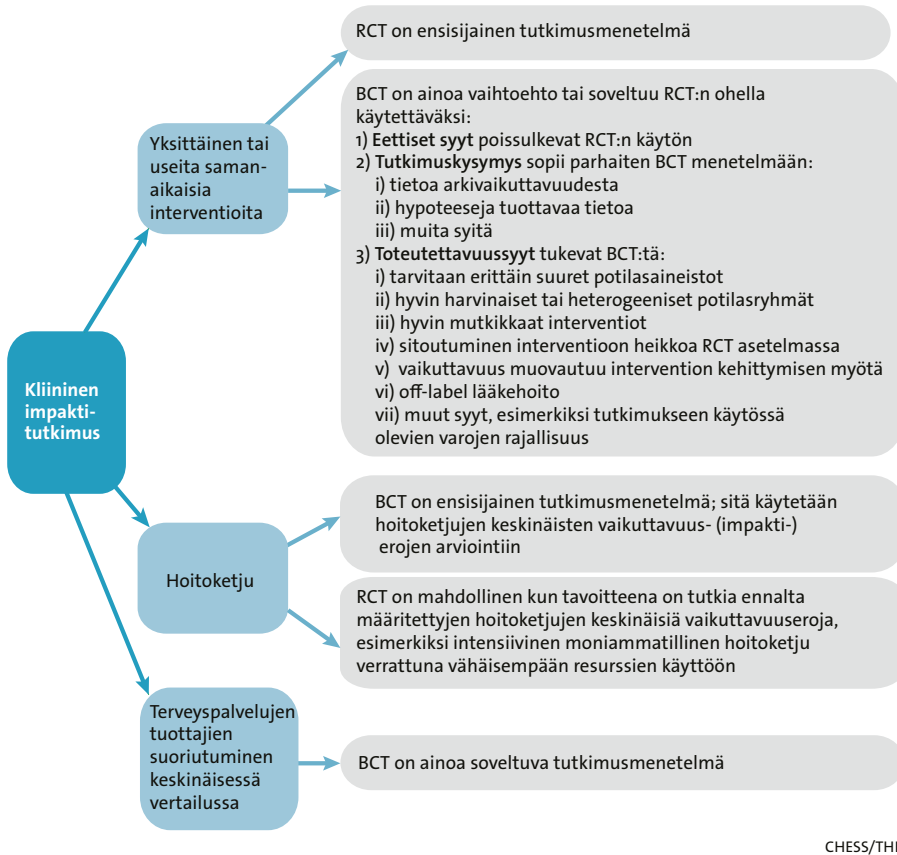 RCT on ensisijainen tutkimusmenetelmä
Yksittäinen tai
useita saman-
aikaisia
interventioita
BCT on ainoa vaihtoehto tai soveltuu RCT:n ohella
käytettäväksi:
1) Eettiset syyt poissulkevat RCT:n käytön
2) Tutkimuskysymys sopii parhaiten BCT menetelmään:
i) tietoa arkivaikuttavuudesta
ii) hypoteeseja tuottavaa tietoa
iii) muita syitä
3) Toteutettavuussyyt tukevat BCT:tä:
i) tarvitaan erittäin suuret potilasaineistot
ii) hyvin harvinaiset tai heterogeeniset potilasryhmät
iii) hyvin mutkikkaat interventiot
iv) sitoutuminen interventioon heikkoa RCT asetelmassa
v) vaikuttavuus muovautuu intervention kehittymisen myötä
vi) off-label lääkehoito
vii) muut syyt, esimerkiksi tutkimukseen käytössä
olevien varojen rajallisuus
Kliininen
impakti-
tutkimus
Hoitoketju
BCT on ensisijainen tutkimusmenetelmä; sitä käytetään
hoitoketjujen keskinäisten vaikuttavuus- (impakti-)
erojen arviointiin
RCT on mahdollinen kun tavoitteena on tutkia ennalta
määritettyjen hoitoketjujen keskinäisiä vaikuttavuuseroja,
esimerkiksi intensiivinen moniammatillinen hoitoketju
verrattuna vähäisempään resurssien käyttöön
Terveyspalvelujen
tuottajien
suoriutuminen
keskinäisessä
vertailussa
BCT on ainoa soveltuva tutkimusmenetelmä